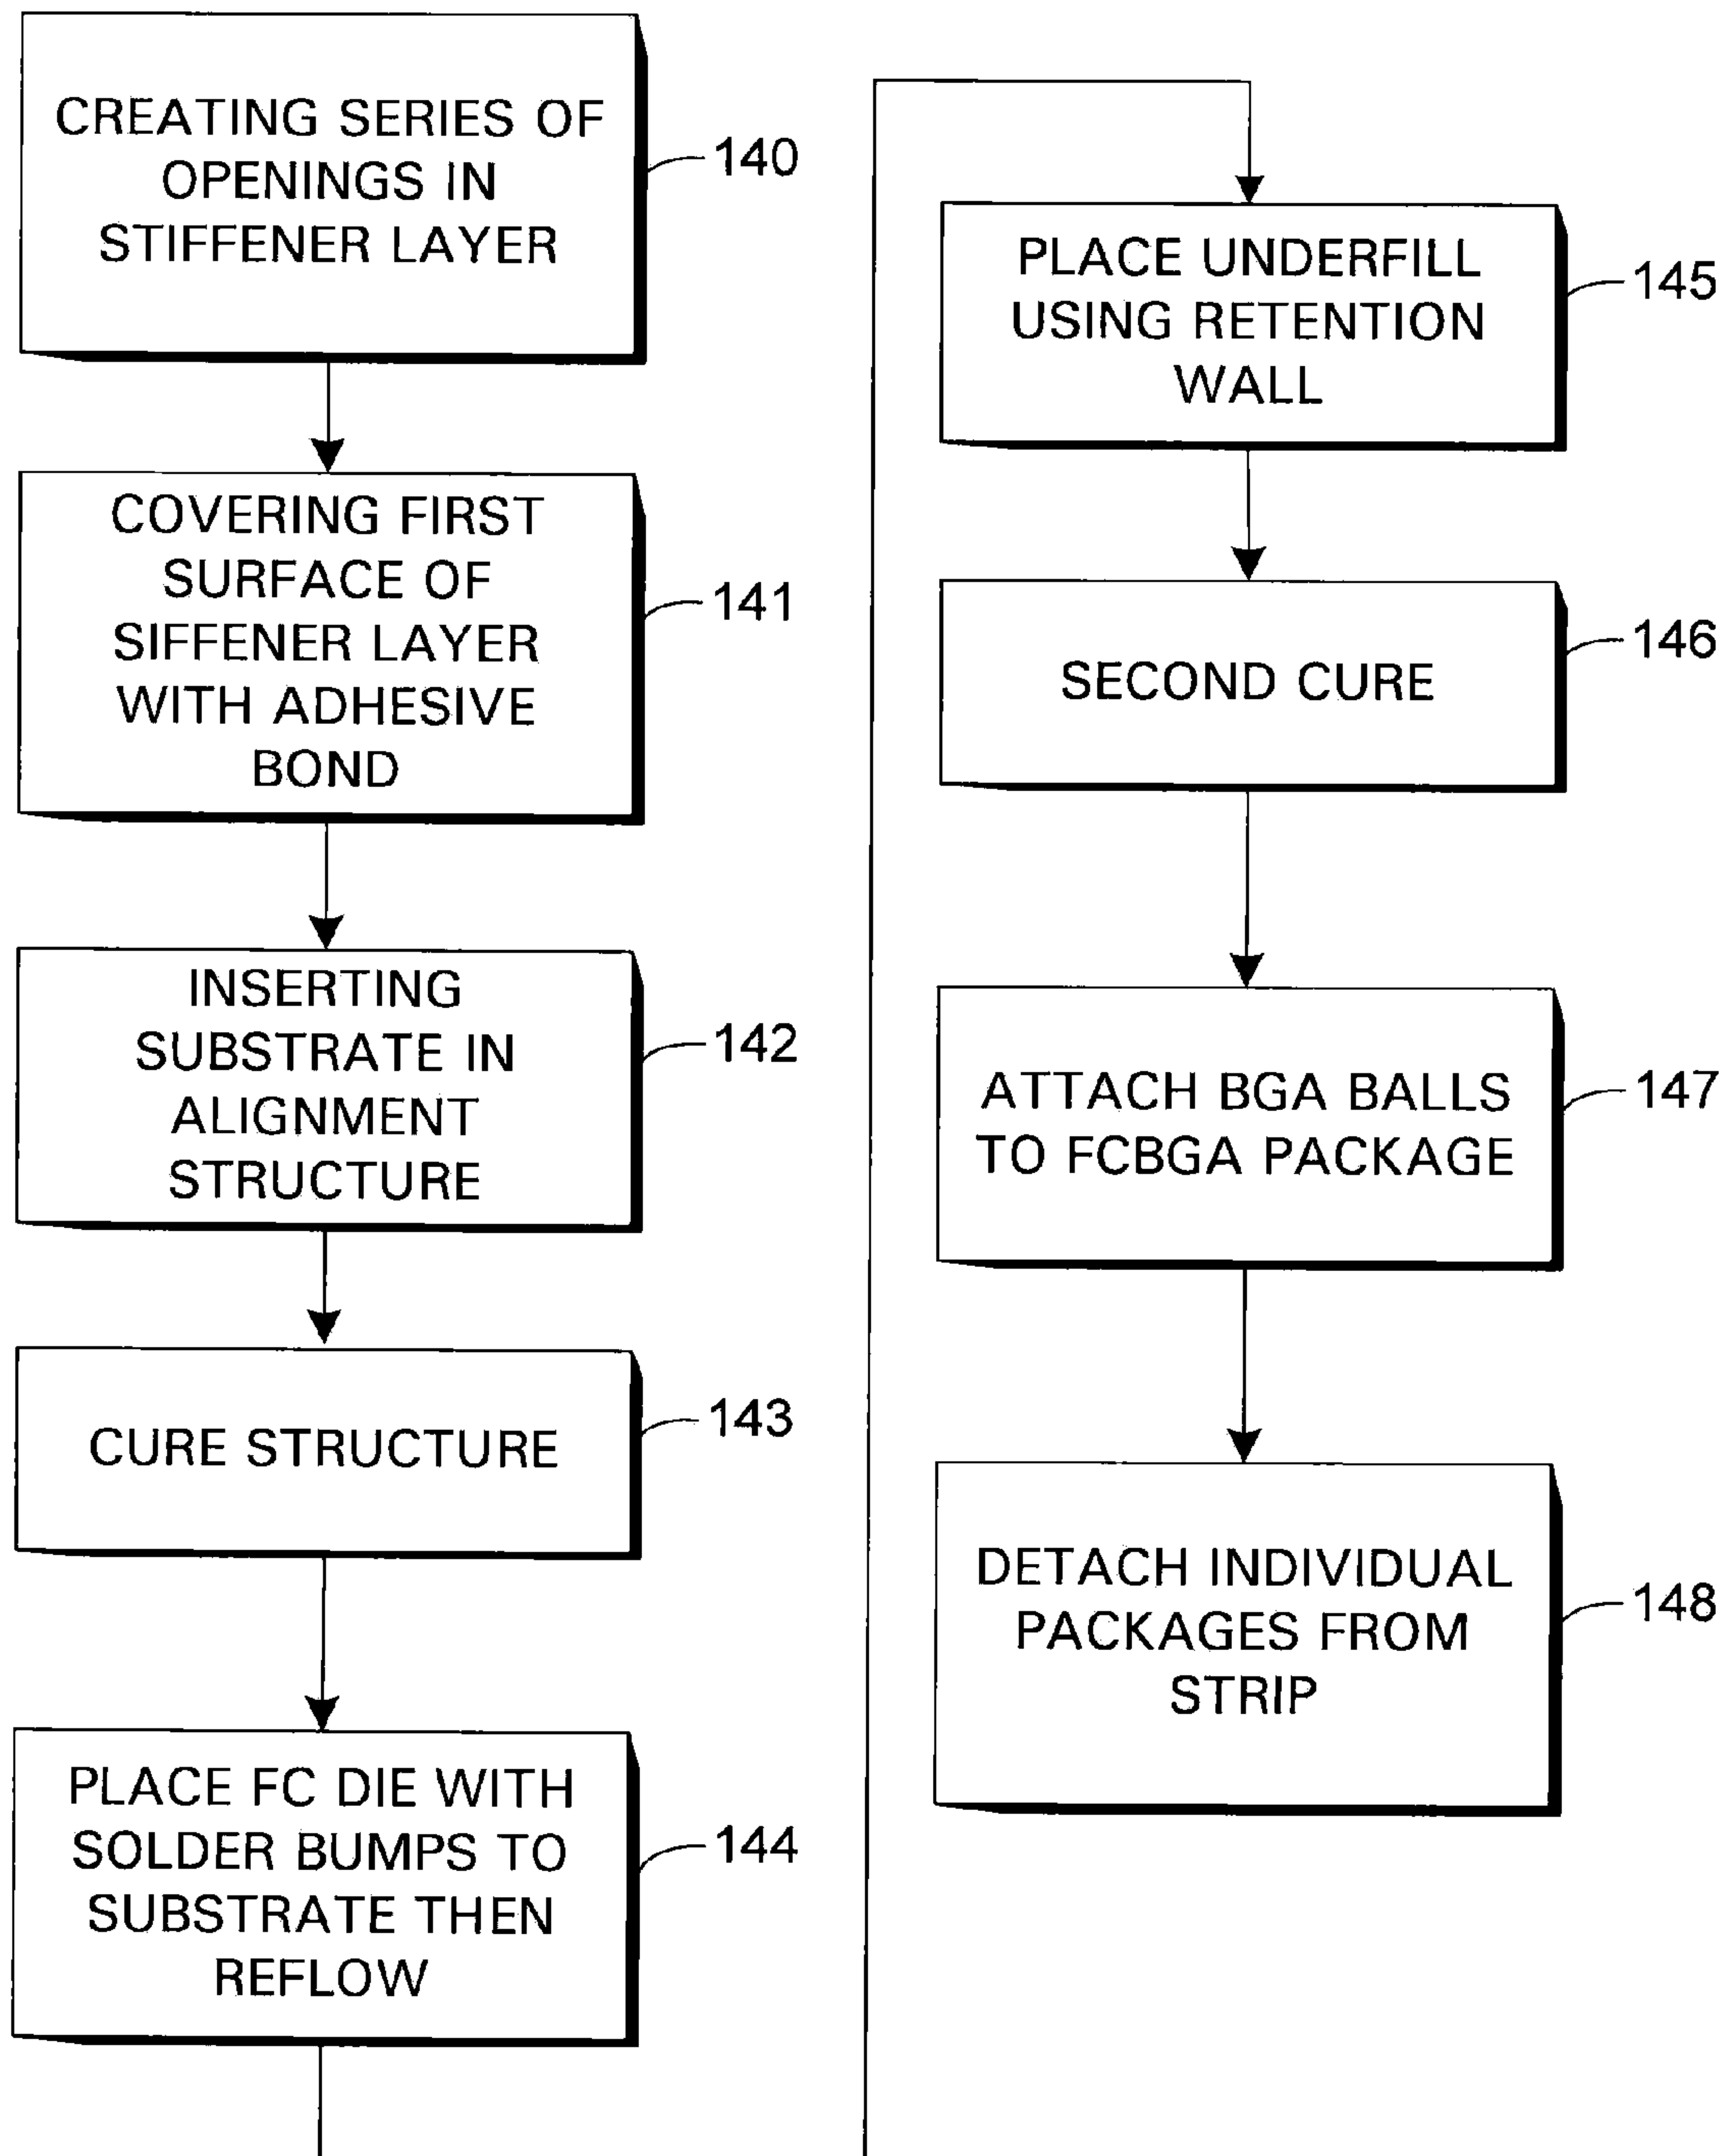 CREATING SERIES OF
OPENINGS IN
STIFFENER LAYER
140
COVERING FIRST
SURFACE OF
SIFFENER LAYER
WITH ADHESIVE
BOND
141
INSERTING
SUBSTRATE IN
ALIGNMENT
STRUCTURE
142
CURE STRUCTURE
143
PLACE FC DIE WITH
SOLDER BUMPS TO
SUBSTRATE THEN
REFLOW
144
PLACE UNDERFILL
USING RETENTION
WALL
145
SECOND CURE
146
ATTACH BGA BALLS
TO FCBGA PACKAGE
147
DETACH INDIVIDUAL
PACKAGES FROM
STRIP
148